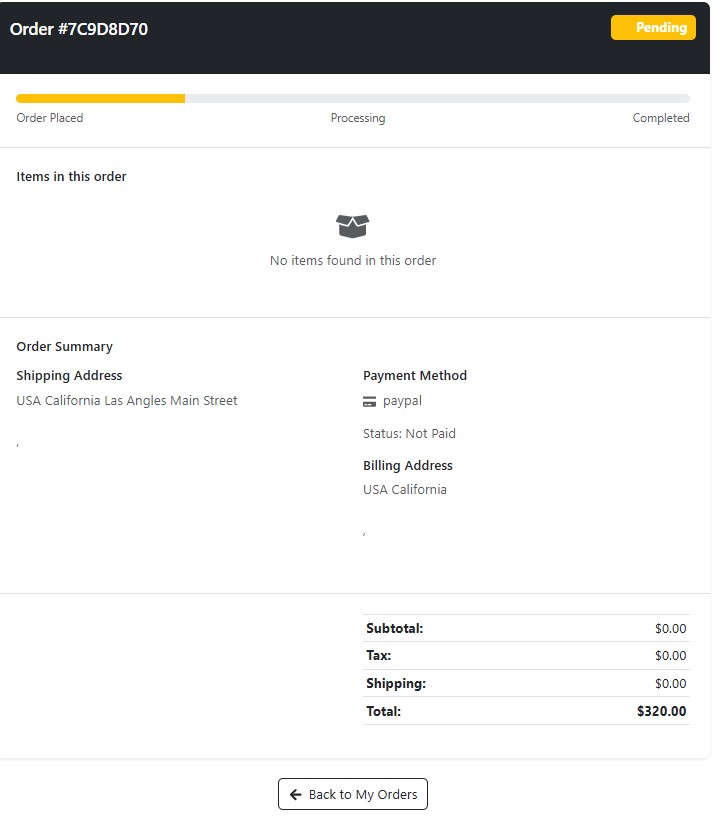 Order #7C9D8D70
Pending
Order Placed Processing Completed
Items in this order
No items found in this order
Order Summary
Shipping Address
USA California Las Angles Main Street
,
Payment Method
paypal
Status: Not Paid
Billing Address
USA California
,
Subtotal: $0.00
Tax: $0.00
Shipping: $0.00
Total: $320.00
Back to My Orders